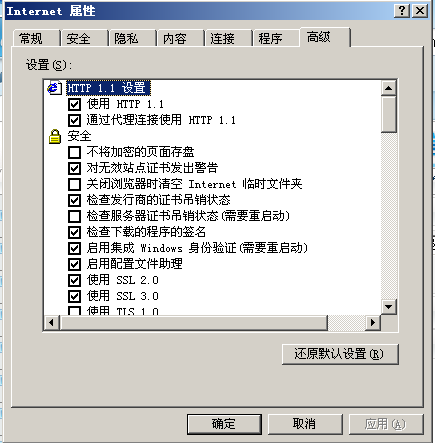 Internet 属性
常规 安全 隐私 内容 连接 程序 高级
设置(S):
HTTP 1.1 设置
使用 HTTP 1.1
通过代理连接使用 HTTP 1.1
安全
不将加密的页面存盘
对无效站点证书发出警告
关闭浏览器时清空 Internet 临时文件夹
检查发行商的证书吊销状态
检查服务器证书吊销状态(需要重启动)
检查下载的程序的签名
启用集成 Windows 身份验证(需要重启动)
启用配置文件助理
使用 SSL 2.0
使用 SSL 3.0
使用 TLS 1.0
还原默认设置(R)
确定 取消 应用(A)